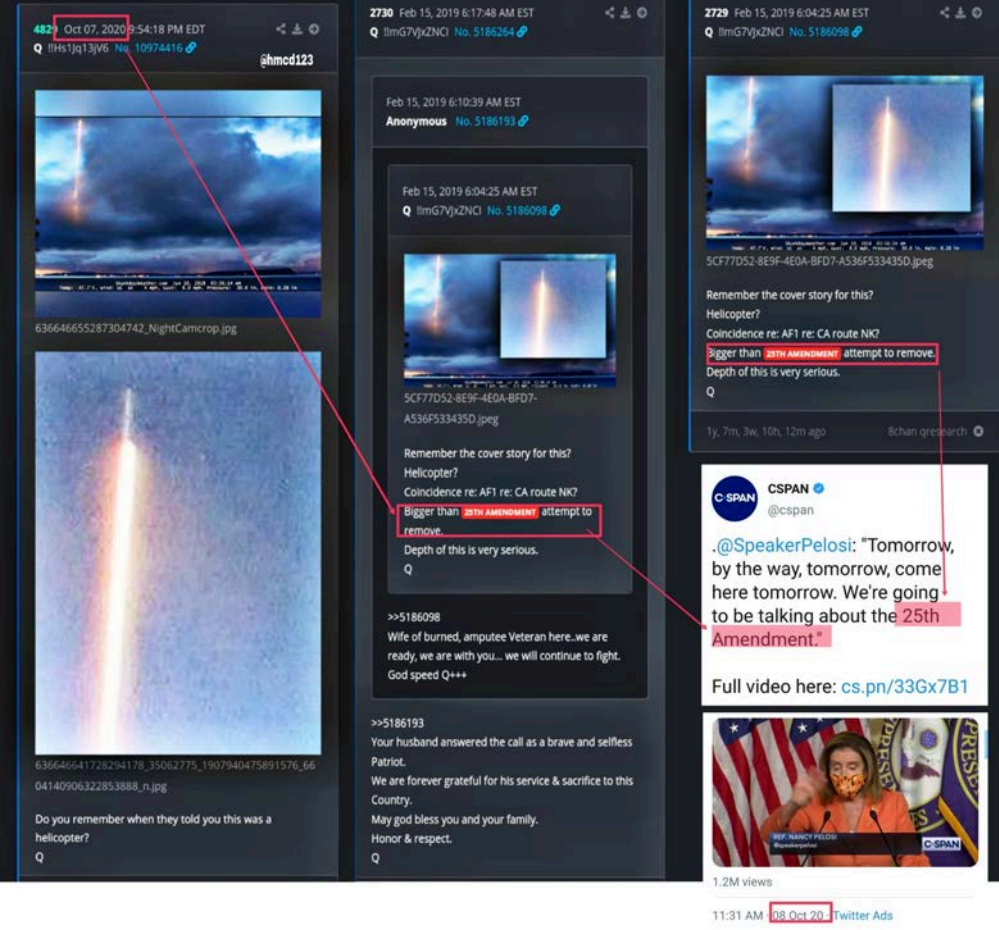 4829 Oct 07, 2020 9:54:18 PM EDT
Q !!Hs1Jq13jV6 No. 10974416
@hmcd123
636646655287304742_NightCamcrop.jpg
636646641728294178_35062775_1907940475891576_66
04140906322853888_n.jpg
Do you remember when they told you this was a
helicopter?
Q
2730 Feb 15, 2019 6:17:48 AM EST
Q !!mG7VJxZNCI No. 5186264
Feb 15, 2019 6:10:39 AM EST
Anonymous No. 5186193
Feb 15, 2019 6:04:25 AM EST
Q !!mG7VJxZNCI No. 5186098
5CF77D52-8E9F-4E0A-BFD7-
A536F533435D.jpeg
Remember the cover story for this?
Helicopter?
Coincidence re: AF1 re: CA route NK?
Bigger than 25TH AMENDMENT attempt to
remove.
Depth of this is very serious.
Q
>>5186098
Wife of burned, amputee Veteran here..we are
ready, we are with you... we will continue to fight.
God speed Q+++
>>5186193
Your husband answered the call as a brave and selfless
Patriot.
We are forever grateful for his service & sacrifice to this
Country.
May god bless you and your family.
Honor & respect.
Q
2729 Feb 15, 2019 6:04:25 AM EST
Q !!mG7VJxZNCI No. 5186098
5CF77D52-8E9F-4E0A-BFD7-A536F533435D.jpeg
Remember the cover story for this?
Helicopter?
Coincidence re: AF1 re: CA route NK?
Bigger than 25TH AMENDMENT attempt to remove.
Depth of this is very serious.
Q
1y, 7m, 3w, 10h, 12m ago 8chan qresearch
C-SPAN
CSPAN
@cspan
.@SpeakerPelosi: "Tomorrow,
by the way, tomorrow, come
here tomorrow. We're going
to be talking about the 25th
Amendment."
Full video here: cs.pn/33Gx7B1
REP. NANCY PELOSI
@speakerpelosi
C-SPAN
1.2M views
11:31 AM · 08 Oct 20 · Twitter Ads